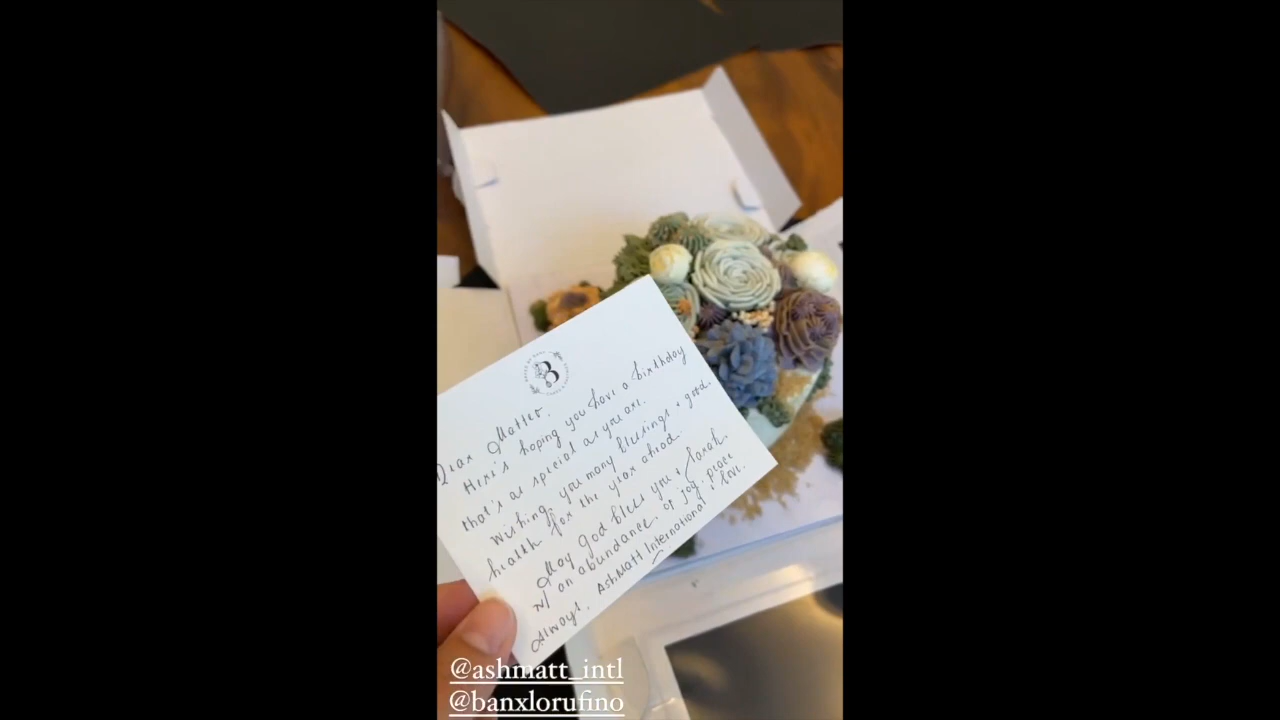 B
Dear Matteo,
Here's hoping you have a birthday
that's as special as you are.
Wishing you many blessings & good
health for the year ahead.
May God bless you & Sarah
w/ an abundance of joy, peace
& love.
Always, AshMatt International
@ashmatt_intl
@banxlorufino